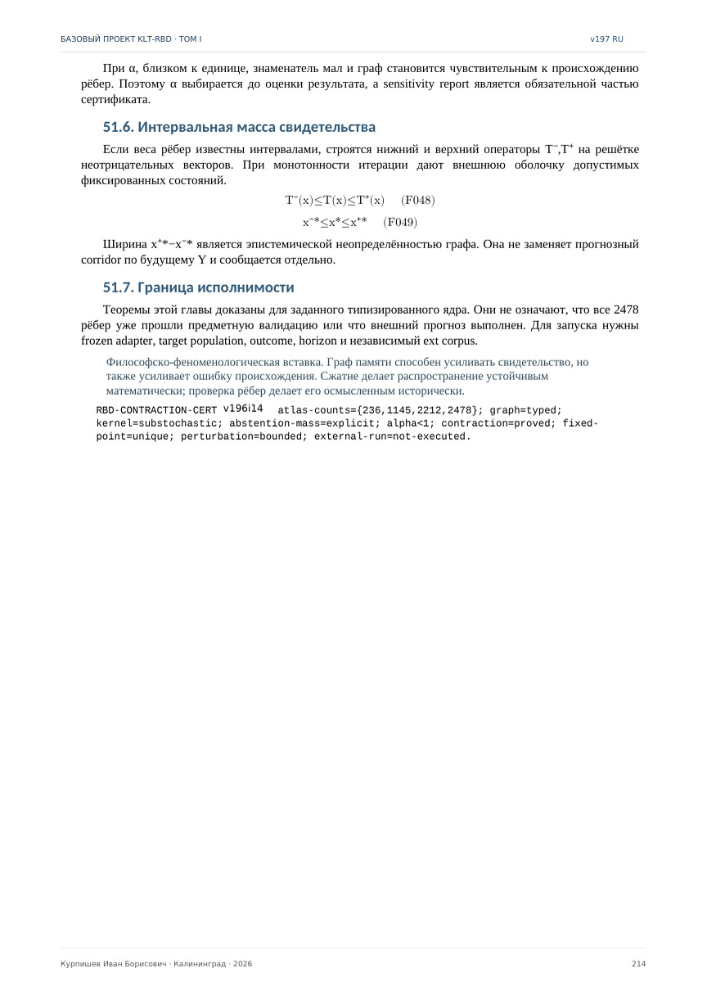 БАЗОВЫЙ ПРОЕКТ KLT-RBD · ТОМ I
v197 RU
При α, близком к единице, знаменатель мал и граф становится чувствительным к происхождению
рёбер. Поэтому α выбирается до оценки результата, а sensitivity report является обязательной частью
сертификата.
51.6. Интервальная масса свидетельства
Если веса рёбер известны интервалами, строятся нижний и верхний операторы T⁻,T⁺ на решётке
неотрицательных векторов. При монотонности итерации дают внешнюю оболочку допустимых
фиксированных состояний.
T⁻(x)≤T(x)≤T⁺(x) (F048)
x⁻*≤x*≤x⁺* (F049)
Ширина x⁺*−x⁻* является эпистемической неопределённостью графа. Она не заменяет прогнозный
corridor по будущему Y и сообщается отдельно.
51.7. Граница исполнимости
Теоремы этой главы доказаны для заданного типизированного ядра. Они не означают, что все 2478
рёбер уже прошли предметную валидацию или что внешний прогноз выполнен. Для запуска нужны
frozen adapter, target population, outcome, horizon и независимый ext corpus.
Философско-феноменологическая вставка. Граф памяти способен усиливать свидетельство, но
также усиливает ошибку происхождения. Сжатие делает распространение устойчивым
математически; проверка рёбер делает его осмысленным исторически.
RBD-CONTRACTION-CERT v196i14 atlas-counts={236,1145,2212,2478}; graph=typed;
kernel=substochastic; abstention-mass=explicit; alpha<1; contraction=proved; fixed-
point=unique; perturbation=bounded; external-run=not-executed.
Курпишев Иван Борисович · Калининград · 2026
214